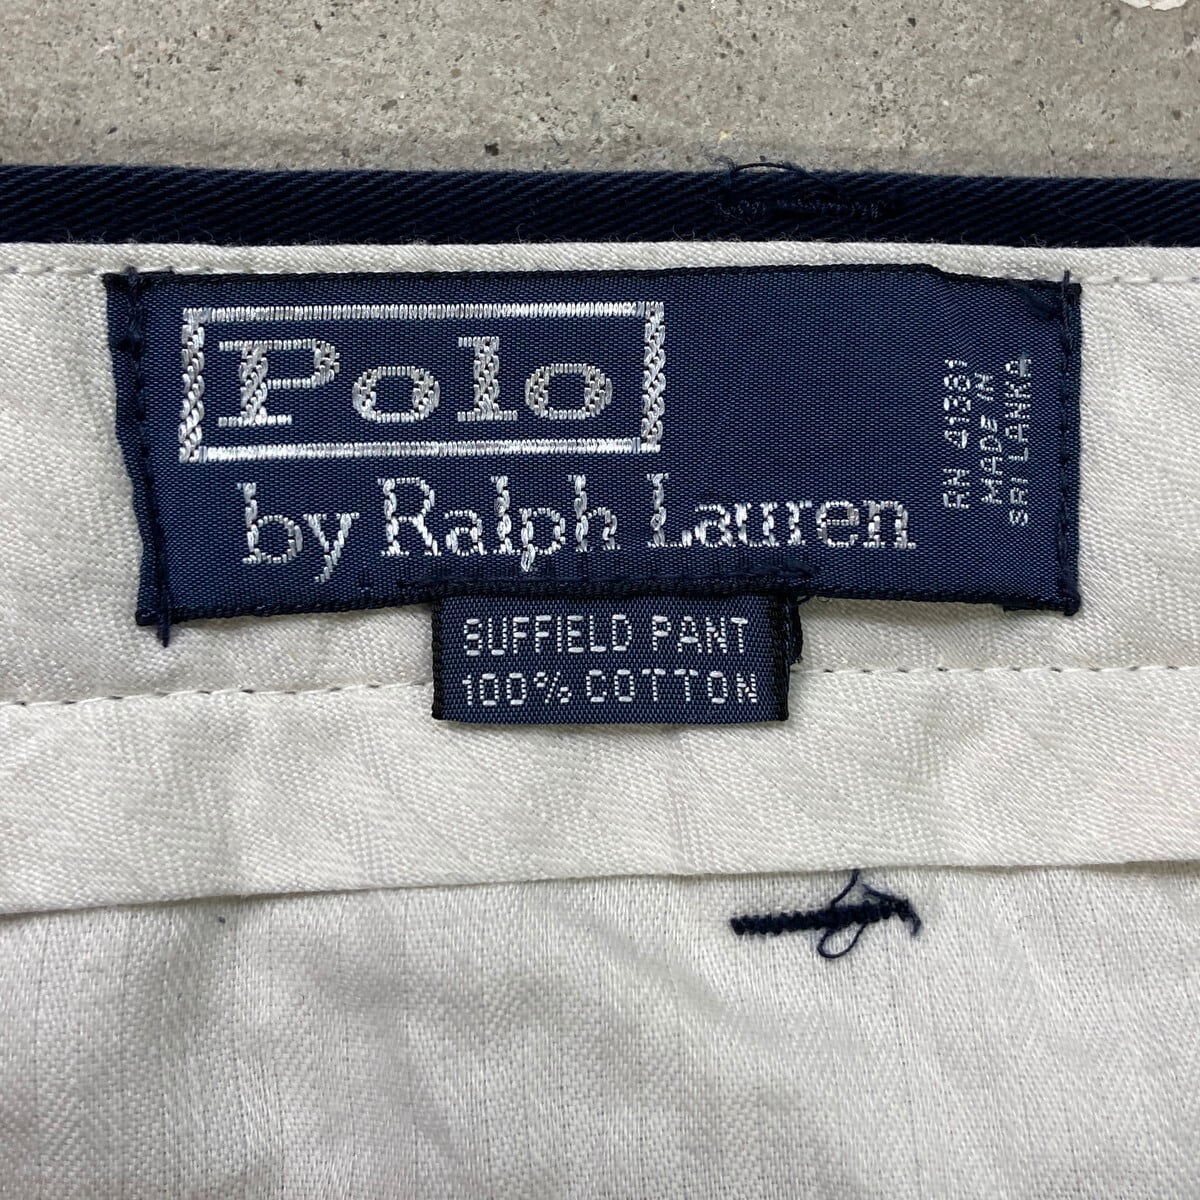 Polo
by Ralph Lauren
RN 41381
MADE IN
SRI LANKA
SUFFIELD PANT
100% COTTON